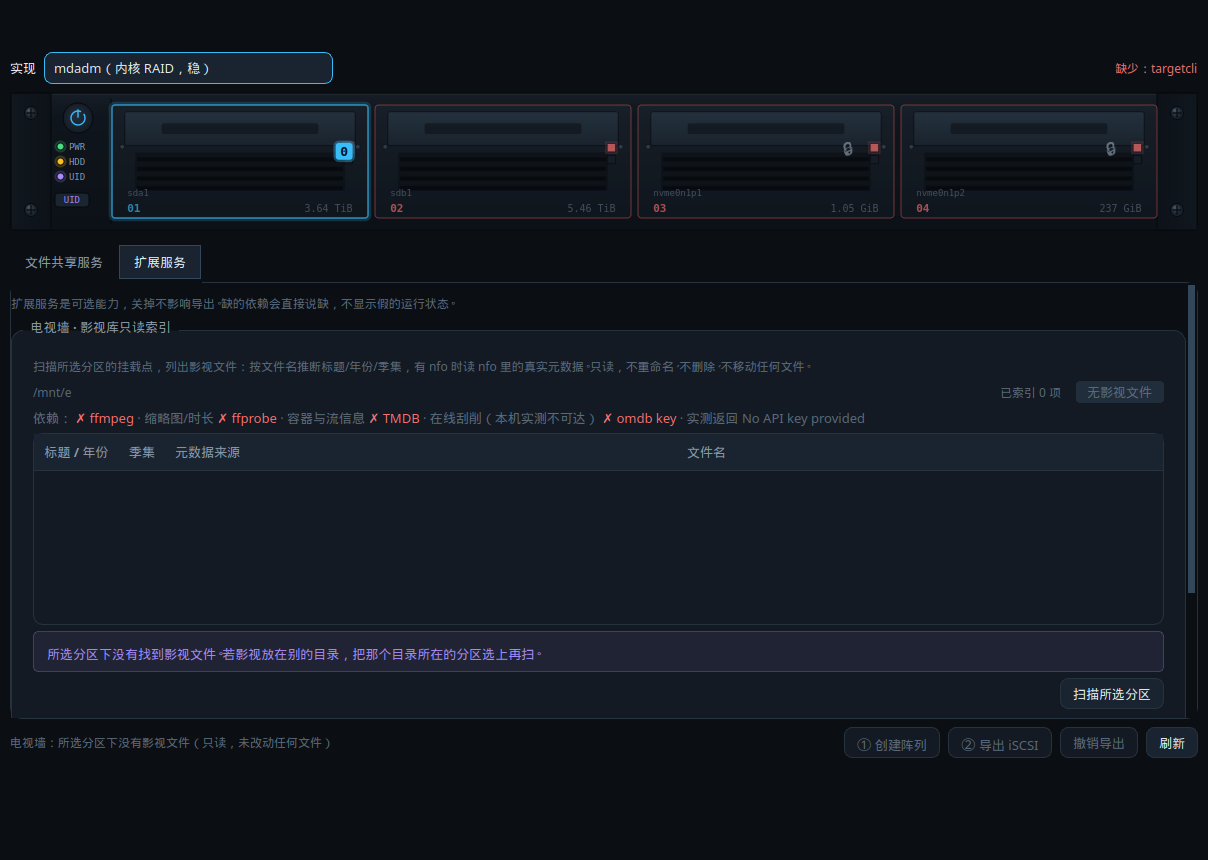 实现 mdadm（内核 RAID，稳） 缺少：targetcli
PWR
HDD
UID
UID
0
sda1
01 3.64 TiB
sdb1
02 5.46 TiB
nvme0n1p1
03 1.05 GiB
nvme0n1p2
04 237 GiB
文件共享服务 扩展服务
扩展服务是可选能力，关掉不影响导出。缺的依赖会直接说缺，不显示假的运行状态。
电视墙 · 影视库只读索引
扫描所选分区的挂载点，列出影视文件：按文件名推断标题/年份/季集，有 nfo 时读 nfo 里的真实元数据。只读，不重命名、不删除、不移动任何文件。
/mnt/e 已索引 0 项 无影视文件
依赖： ✗ ffmpeg · 缩略图/时长 ✗ ffprobe · 容器与流信息 ✗ TMDB · 在线刮削（本机实测不可达） ✗ omdb key · 实测返回 No API key provided
标题 / 年份 季集 元数据来源 文件名
所选分区下没有找到影视文件。若影视放在别的目录，把那个目录所在的分区选上再扫。
扫描所选分区
电视墙：所选分区下没有影视文件（只读，未改动任何文件） ① 创建阵列 ② 导出 iSCSI 撤销导出 刷新